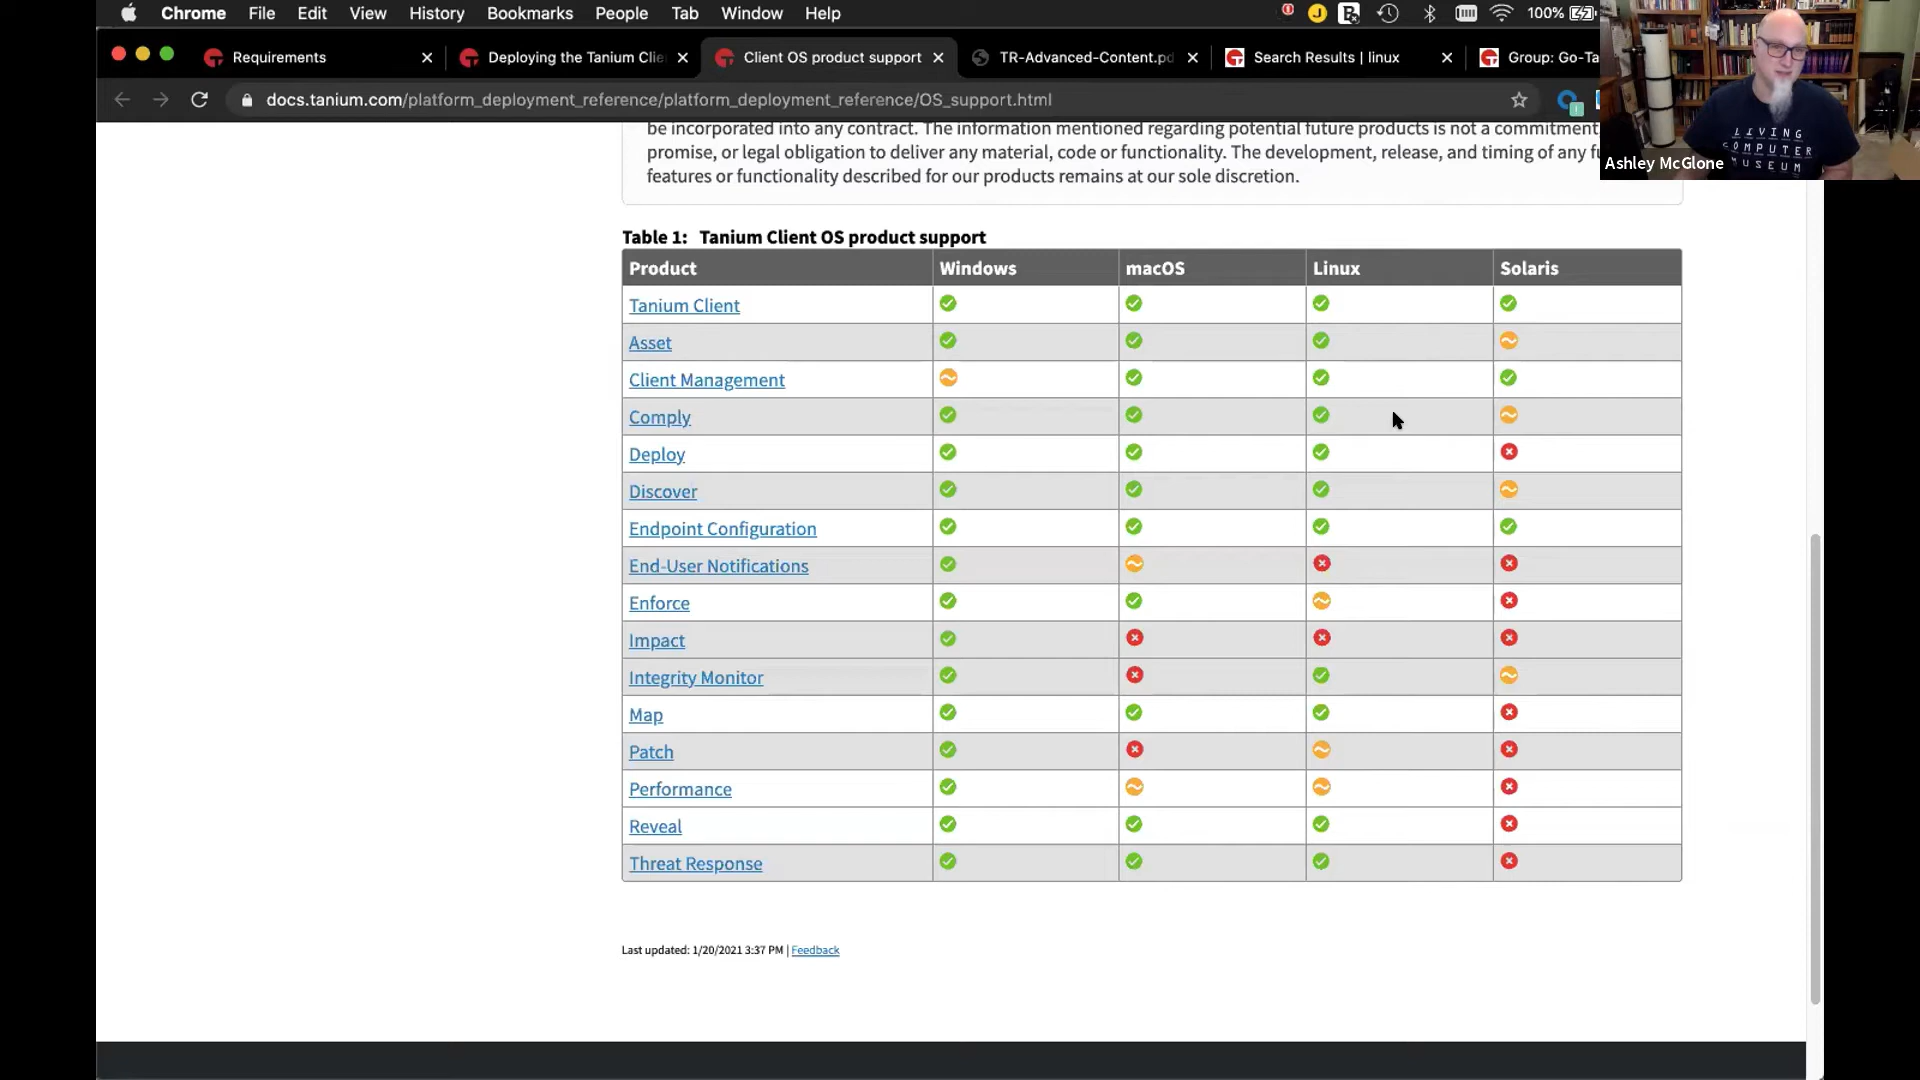 Chrome File Edit View History Bookmarks People Tab Window Help
100%
Requirements
Deploying the Tanium Clie
Client OS product support
TR-Advanced-Content.pd
Search Results | linux
Group: Go-Ta
docs.tanium.com/platform_deployment_reference/platform_deployment_reference/OS_support.html
LIVING
COMPUTER
MUSEUM
Ashley McGlone
be incorporated into any contract. The information mentioned regarding potential future products is not a commitment,
promise, or legal obligation to deliver any material, code or functionality. The development, release, and timing of any fu
features or functionality described for our products remains at our sole discretion.
Table 1: Tanium Client OS product support
Product Windows macOS Linux Solaris
Tanium Client
Asset
Client Management
Comply
Deploy
Discover
Endpoint Configuration
End-User Notifications
Enforce
Impact
Integrity Monitor
Map
Patch
Performance
Reveal
Threat Response
Last updated: 1/20/2021 3:37 PM | Feedback